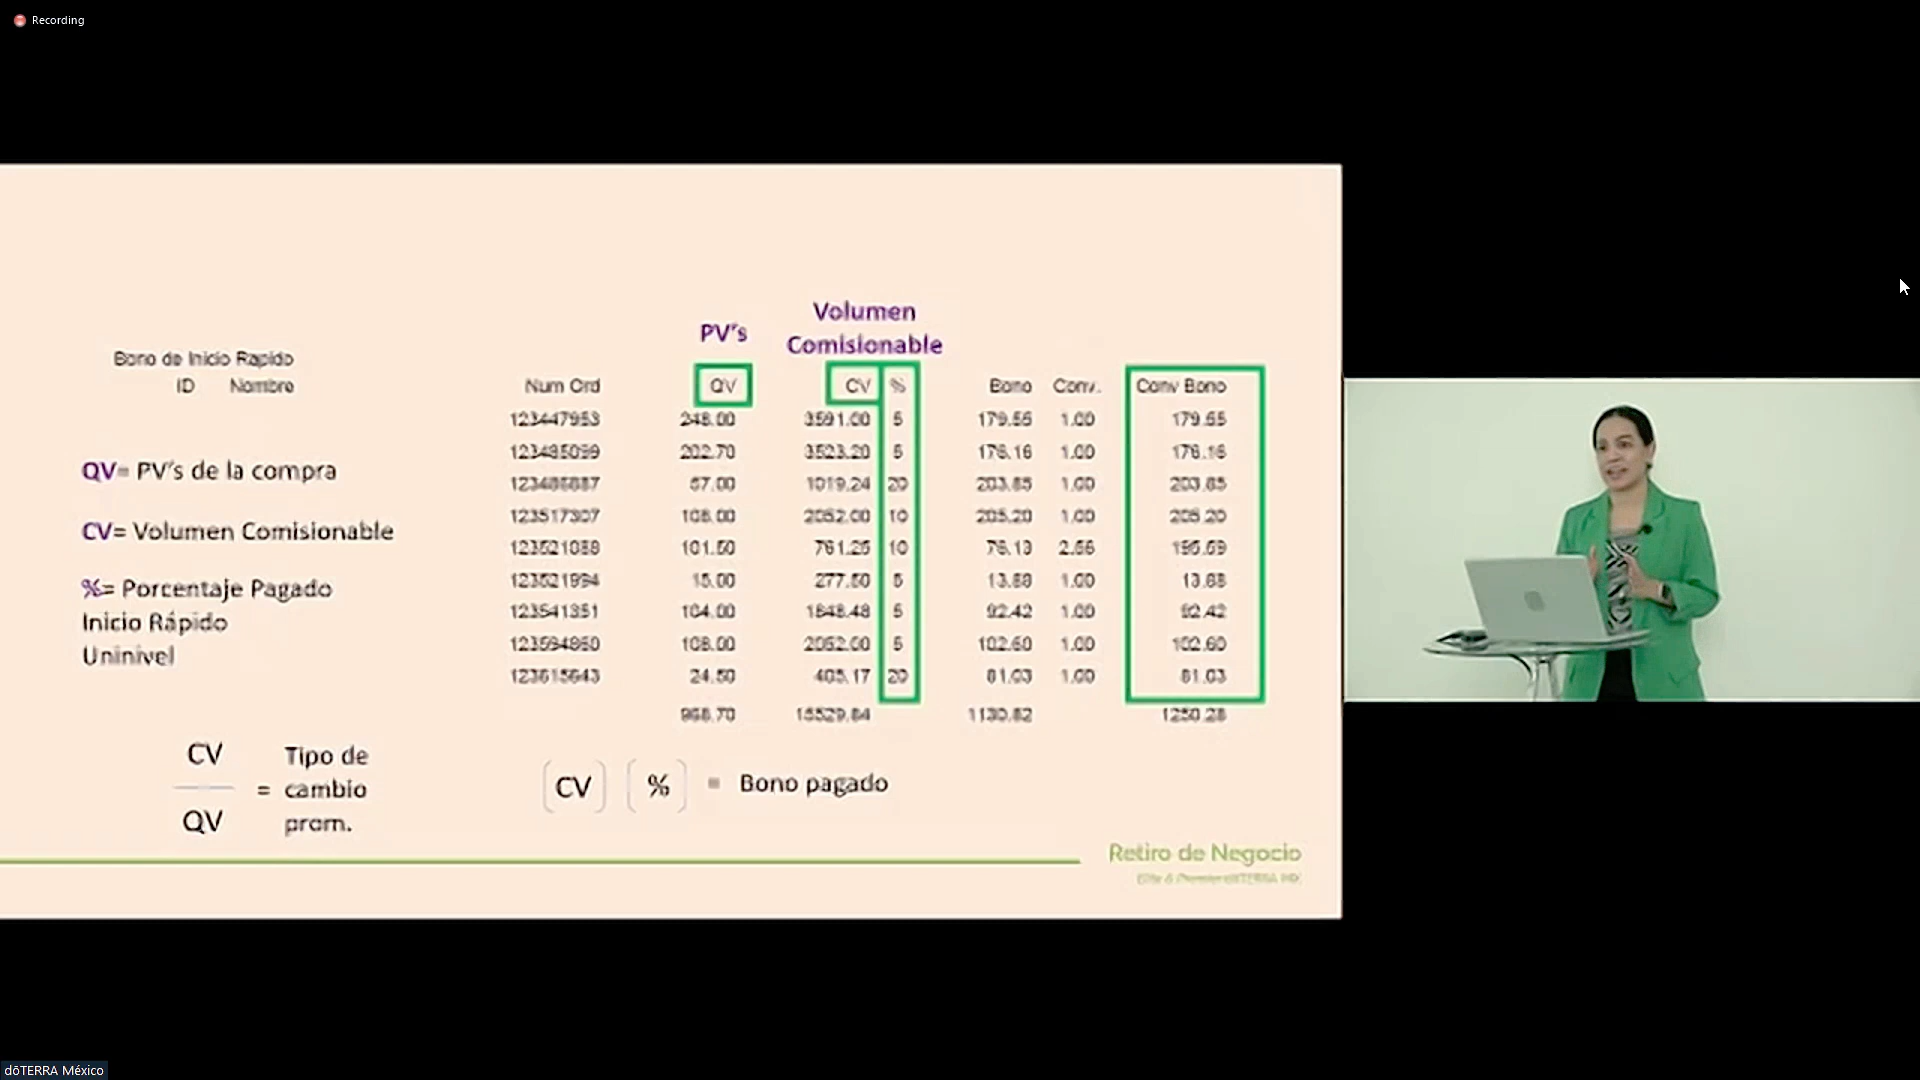 Recording
PV's
Volumen
Comisionable
Bono de Inicio Rapido
ID Nombre
Num Ord QV CV % Bono Conv. Conv Bono
123447953 248.00 3591.00 5 179.55 1.00 179.55
123485099 202.70 3523.20 5 176.16 1.00 176.16
57.00 1019.24 20 203.85 1.00 203.85
123517307 108.00 2052.00 10 205.20 1.00 205.20
101.50 761.25 10 76.13
15.00 277.50 5 13.88 1.00 13.88
123541351 104.00 1848.48 5 92.42 1.00 92.42
108.00 2052.00 5 102.60 1.00 102.60
123615643 24.50 405.17 20 81.03 1.00 81.03
968.70 15529.84 1130.82 1250.28
QV= PV's de la compra
CV= Volumen Comisionable
%= Porcentaje Pagado
Inicio Rápido
Uninivel
CV
QV
= Tipo de
cambio
prom.
CV % = Bono pagado
Retiro de Negocio
dōTERRA México